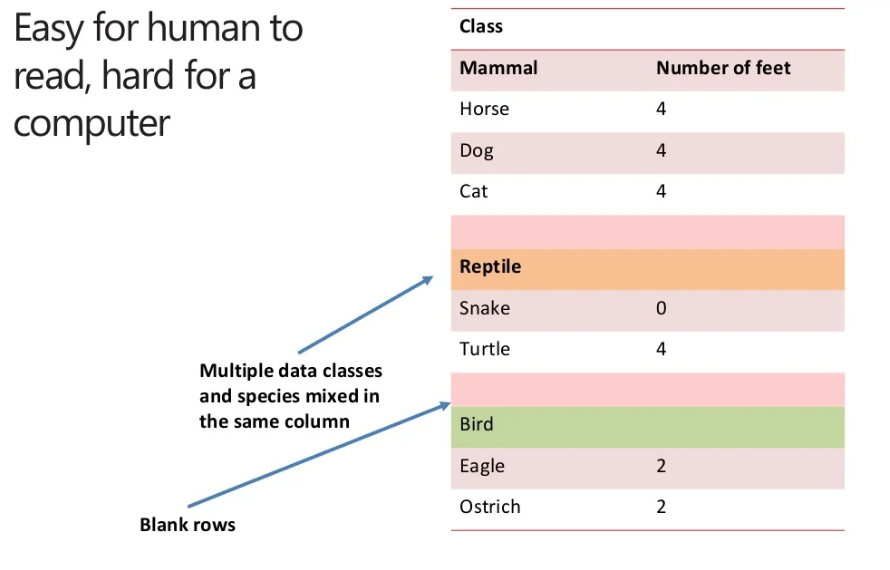 Easy for human to
read, hard for a
computer
Class
Mammal Number of feet
Horse 4
Dog 4
Cat 4
Reptile
Snake 0
Turtle 4
Bird
Eagle 2
Ostrich 2
Multiple data classes
and species mixed in
the same column
Blank rows